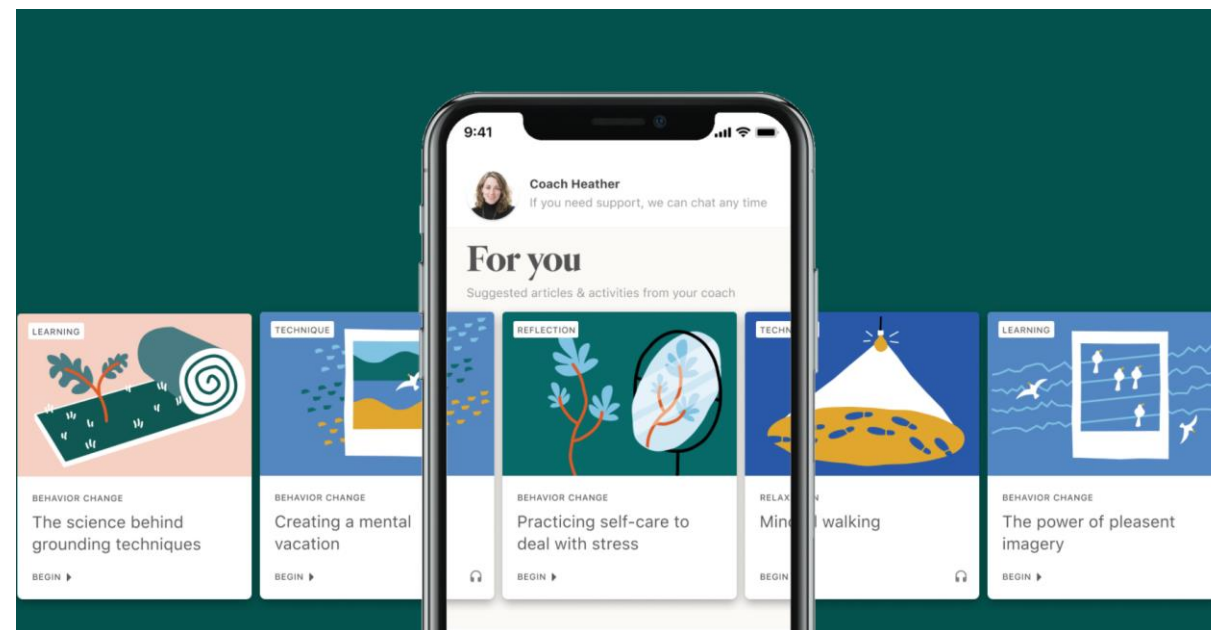 9:41
Coach Heather
If you need support, we can chat any time
For you
Suggested articles & activities from your coach
LEARNING
BEHAVIOR CHANGE
The science behind
grounding techniques
BEGIN
TECHNIQUE
BEHAVIOR CHANGE
Creating a mental
vacation
BEGIN
REFLECTION
BEHAVIOR CHANGE
Practicing self-care to
deal with stress
BEGIN
walking
BEGIN
LEARNING
BEHAVIOR CHANGE
The power of pleasent
imagery
BEGIN